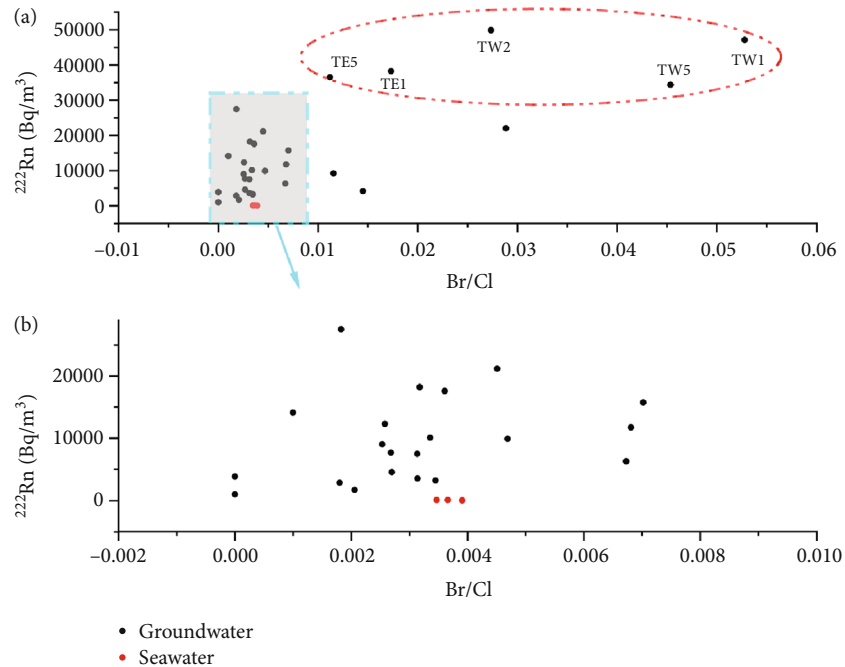 (a)
50000
40000
30000
20000
10000
0
²²²Rn (Bq/m³)
TE5
TE1
TW2
TW5
TW1
−0.01 0.00 0.01 0.02 0.03 0.04 0.05 0.06
Br/Cl
(b)
20000
10000
0
²²²Rn (Bq/m³)
−0.002 0.000 0.002 0.004 0.006 0.008 0.010
Br/Cl
Groundwater
Seawater